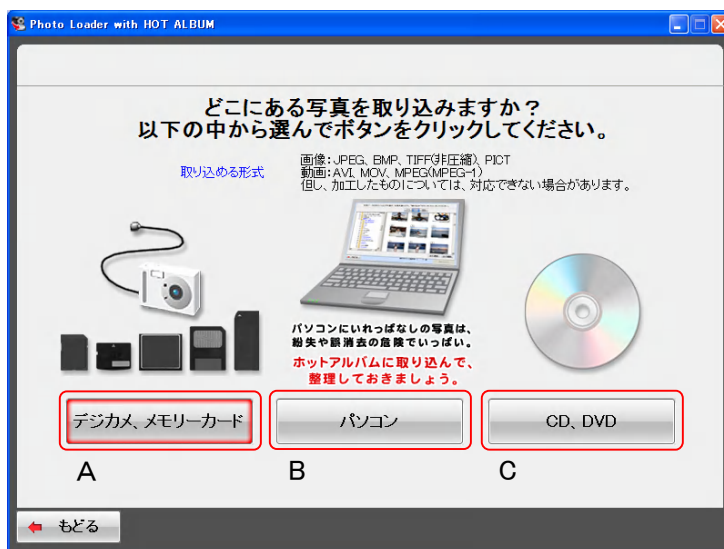 Photo Loader with HOT ALBUM
どこにある写真を取り込みますか？
以下の中から選んでボタンをクリックしてください。
取り込める形式
画像：JPEG、BMP、TIFF(非圧縮)、PICT
動画：AVI、MOV、MPEG(MPEG-1)
但し、加工したものについては、対応できない場合があります。
パソコンにいれっぱなしの写真は、
紛失や誤消去の危険でいっぱい。
ホットアルバムに取り込んで、
整理しておきましょう。
デジカメ、メモリーカード
パソコン
CD、DVD
A
B
C
もどる